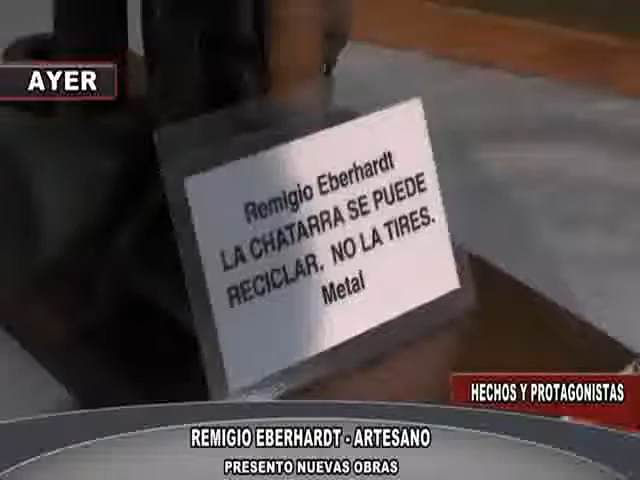 AYER
Remigio Eberhardt
LA CHATARRA SE PUEDE
RECICLAR. NO LA TIRES.
Metal
HECHOS Y PROTAGONISTAS
REMIGIO EBERHARDT - ARTESANO
PRESENTO NUEVAS OBRAS